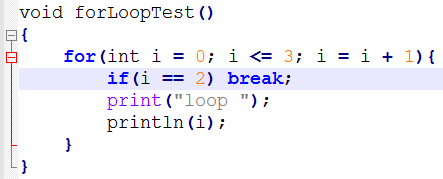 void forLoopTest()
{
    for(int i = 0; i <= 3; i = i + 1){
        if(i == 2) break;
        print("loop ");
        println(i);
    }
}